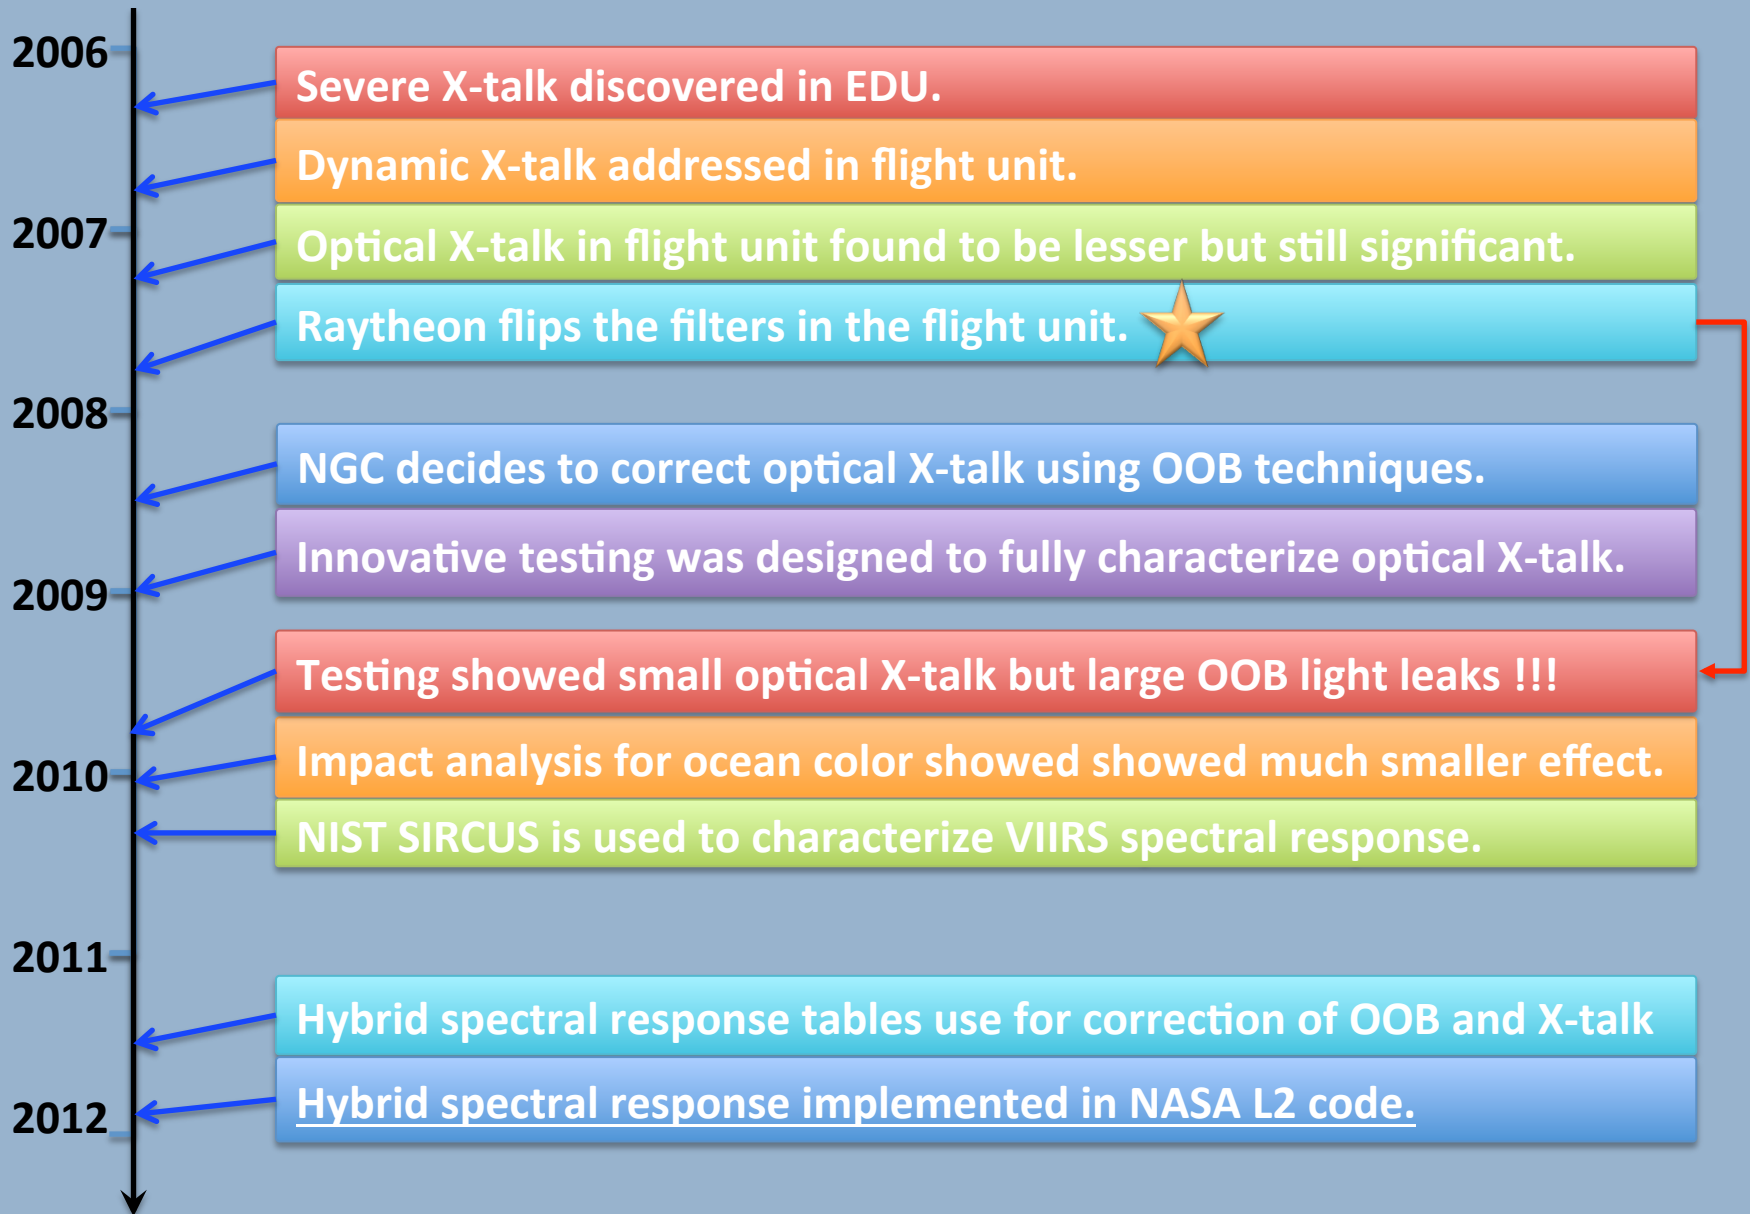 2006
Severe X-talk discovered in EDU.
Dynamic X-talk addressed in flight unit.
2007
Optical X-talk in flight unit found to be lesser but still significant.
Raytheon flips the filters in the flight unit.
2008
NGC decides to correct optical X-talk using OOB techniques.
Innovative testing was designed to fully characterize optical X-talk.
2009
Testing showed small optical X-talk but large OOB light leaks !!!
Impact analysis for ocean color showed showed much smaller effect.
2010
NIST SIRCUS is used to characterize VIIRS spectral response.
2011
Hybrid spectral response tables use for correction of OOB and X-talk
Hybrid spectral response implemented in NASA L2 code.
2012